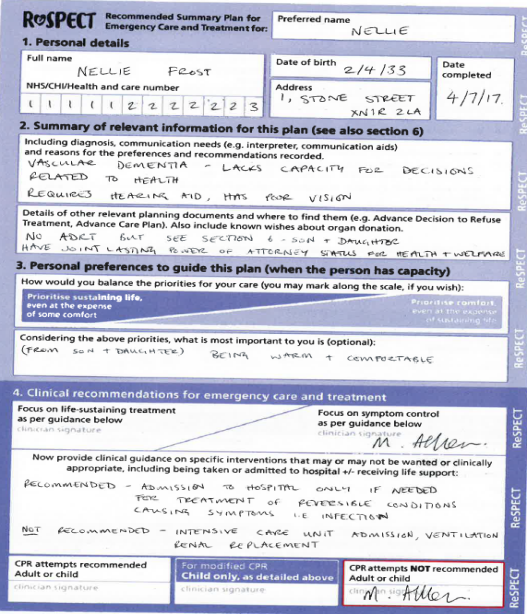 ReSPECT Recommended Summary Plan for
Emergency Care and Treatment for:
Preferred name
NELLIE
1. Personal details
Full name
NELLIE FROST
Date of birth 2/4/33
Date
completed
4/7/17.
NHS/CHI/Health and care number
1 1 1 1 1 2 2 2 2 2 3
Address
1, STONE STREET
XN1R 2LA
2. Summary of relevant information for this plan (see also section 6)
Including diagnosis, communication needs (e.g. interpreter, communication aids)
and reasons for the preferences and recommendations recorded.
VASCULAR DEMENTIA - LACKS CAPACITY FOR DECISIONS
RELATED TO HEALTH
REQUIRES HEARING AID, HAS POOR VISION
Details of other relevant planning documents and where to find them (e.g. Advance Decision to Refuse
Treatment, Advance Care Plan). Also include known wishes about organ donation.
NO ADRT BUT SEE SECTION 6 - SON + DAUGHTER
HAVE JOINT LASTING POWER OF ATTORNEY STATUS FOR HEALTH + WELFARE
3. Personal preferences to guide this plan (when the person has capacity)
How would you balance the priorities for your care (you may mark along the scale, if you wish):
Prioritise sustaining life,
even at the expense
of some comfort
Prioritise comfort,
even at the expense
of sustaining life
Considering the above priorities, what is most important to you is (optional):
(FROM SON + DAUGHTER) BEING WARM + COMFORTABLE
4. Clinical recommendations for emergency care and treatment
Focus on life-sustaining treatment
as per guidance below
clinician signature
Focus on symptom control
as per guidance below
clinician signature
M. Allen.
Now provide clinical guidance on specific interventions that may or may not be wanted or clinically
appropriate, including being taken or admitted to hospital +/- receiving life support:
RECOMMENDED - ADMISSION TO HOSPITAL ONLY IF NEEDED
FOR TREATMENT OF REVERSIBLE CONDITIONS
CAUSING SYMPTOMS I.E INFECTION
NOT RECOMMENDED - INTENSIVE CARE UNIT ADMISSION, VENTILATION
RENAL REPLACEMENT
CPR attempts recommended
Adult or child
clinician signature
For modified CPR
Child only, as detailed above
clinician signature
CPR attempts NOT recommended
Adult or child
clinician signature
M. Allen.
ReSPECT
ReSPECT
ReSPECT
ReSPECT
ReSPECT
ReSPECT
ReSPECT
ReSPECT